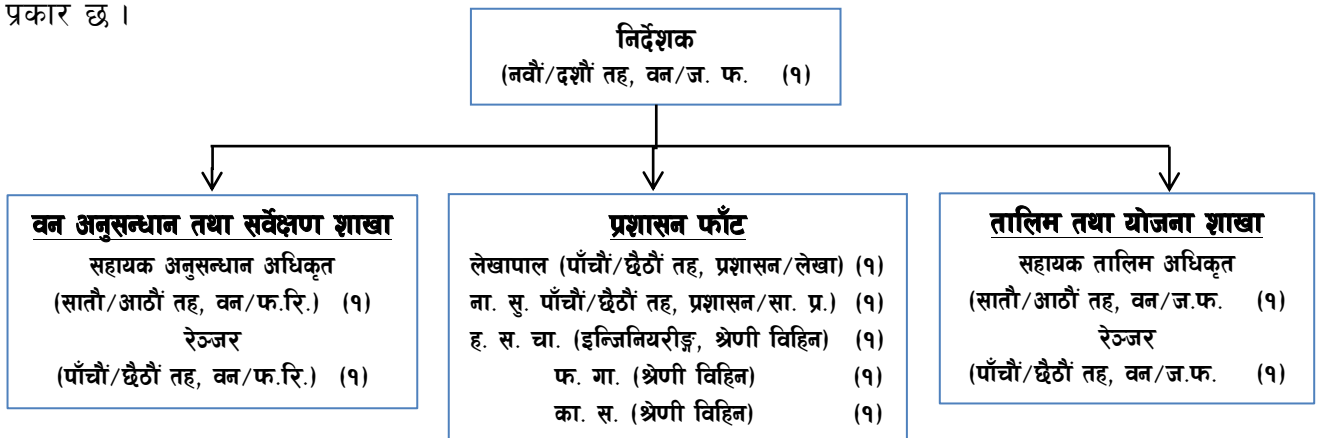 प्रकार छ ।
निर्देशक
(नवौं/दशौं तह, वन/ज. फ. (१)
वन अनुसन्धान तथा सर्वेक्षण शाखा
सहायक अनुसन्धान अधिकृत
(सातौ/आठौं तह, वन/फ.रि.) (१)
रेञ्जर
(पाँचौं/छैठौं तह, वन/फ.रि.) (१)
प्रशासन फाँट
लेखापाल (पाँचौं/छैठौं तह, प्रशासन/लेखा) (१)
ना. सु. पाँचौं/छैठौं तह, प्रशासन/सा. प्र.) (१)
ह. स. चा. (इन्जिनियरीङ्ग, श्रेणी विहिन) (१)
फ. गा. (श्रेणी विहिन) (१)
का. स. (श्रेणी विहिन) (१)
तालिम तथा योजना शाखा
सहायक तालिम अधिकृत
(सातौ/आठौं तह, वन/ज.फ. (१)
रेञ्जर
(पाँचौं/छैठौं तह, वन/ज.फ. (१)